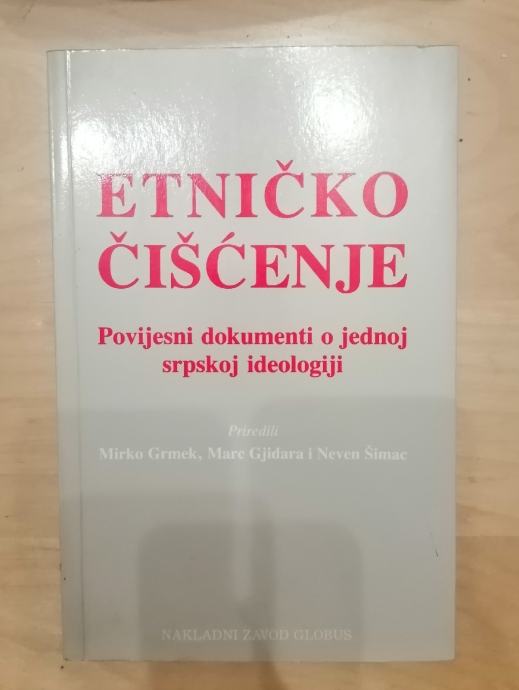 ETNIČKO
ČIŠĆENJE
Povijesni dokumenti o jednoj
srpskoj ideologiji
Priredili
Mirko Grmek, Marc Gjidara i Neven Šimac
NAKLADNI ZAVOD GLOBUS